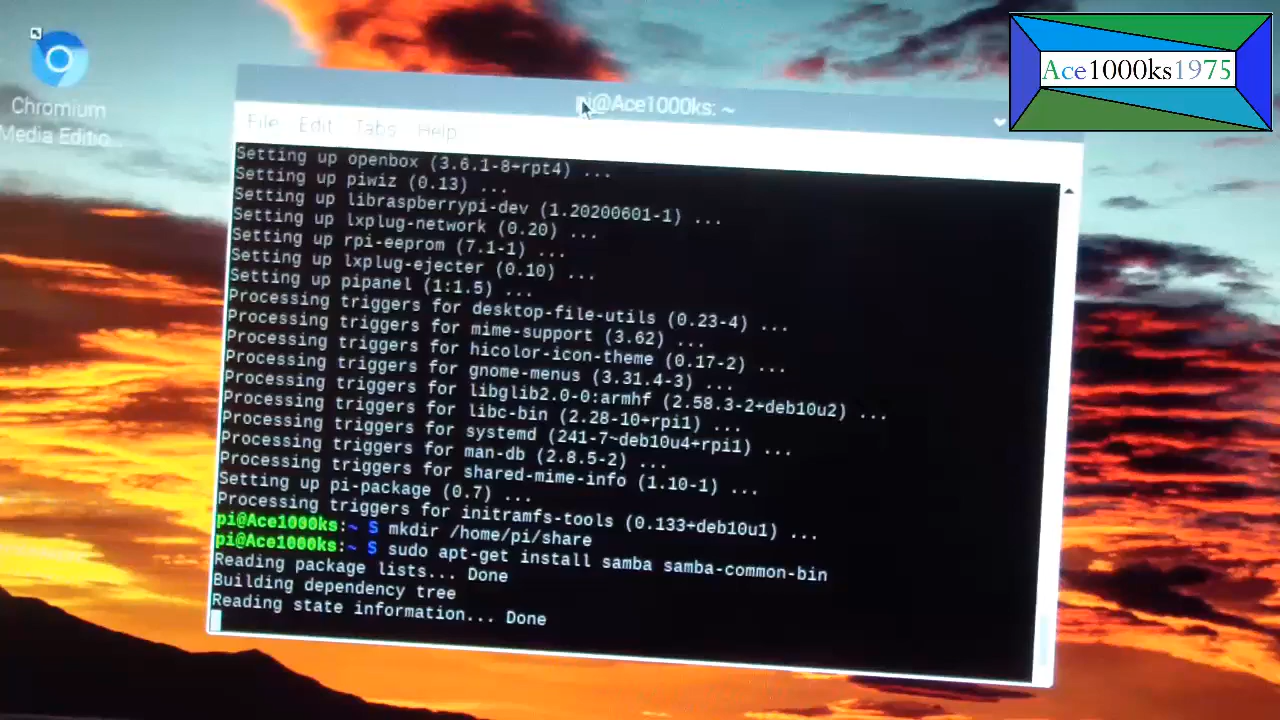 Chromium
Media Editio...
Ace1000ks1975
pi@Ace1000ks: ~
File Edit Tabs Help
Setting up openbox (3.6.1-8+rpt4) ...
Setting up piwiz (0.13) ...
Setting up libraspberrypi-dev (1.20200601-1) ...
Setting up lxplug-network (0.20) ...
Setting up rpi-eeprom (7.1-1) ...
Setting up lxplug-ejecter (0.10) ...
Setting up pipanel (1:1.5) ...
Processing triggers for desktop-file-utils (0.23-4) ...
Processing triggers for mime-support (3.62) ...
Processing triggers for hicolor-icon-theme (0.17-2) ...
Processing triggers for gnome-menus (3.31.4-3) ...
Processing triggers for libglib2.0-0:armhf (2.58.3-2+deb10u2) ...
Processing triggers for libc-bin (2.28-10+rpi1) ...
Processing triggers for systemd (241-7~deb10u4+rpi1) ...
Processing triggers for man-db (2.8.5-2) ...
Processing triggers for shared-mime-info (1.10-1) ...
Setting up pi-package (0.7) ...
Processing triggers for initramfs-tools (0.133+deb10u1) ...
pi@Ace1000ks:~ $ mkdir /home/pi/share
pi@Ace1000ks:~ $ sudo apt-get install samba samba-common-bin
Reading package lists... Done
Building dependency tree
Reading state information... Done